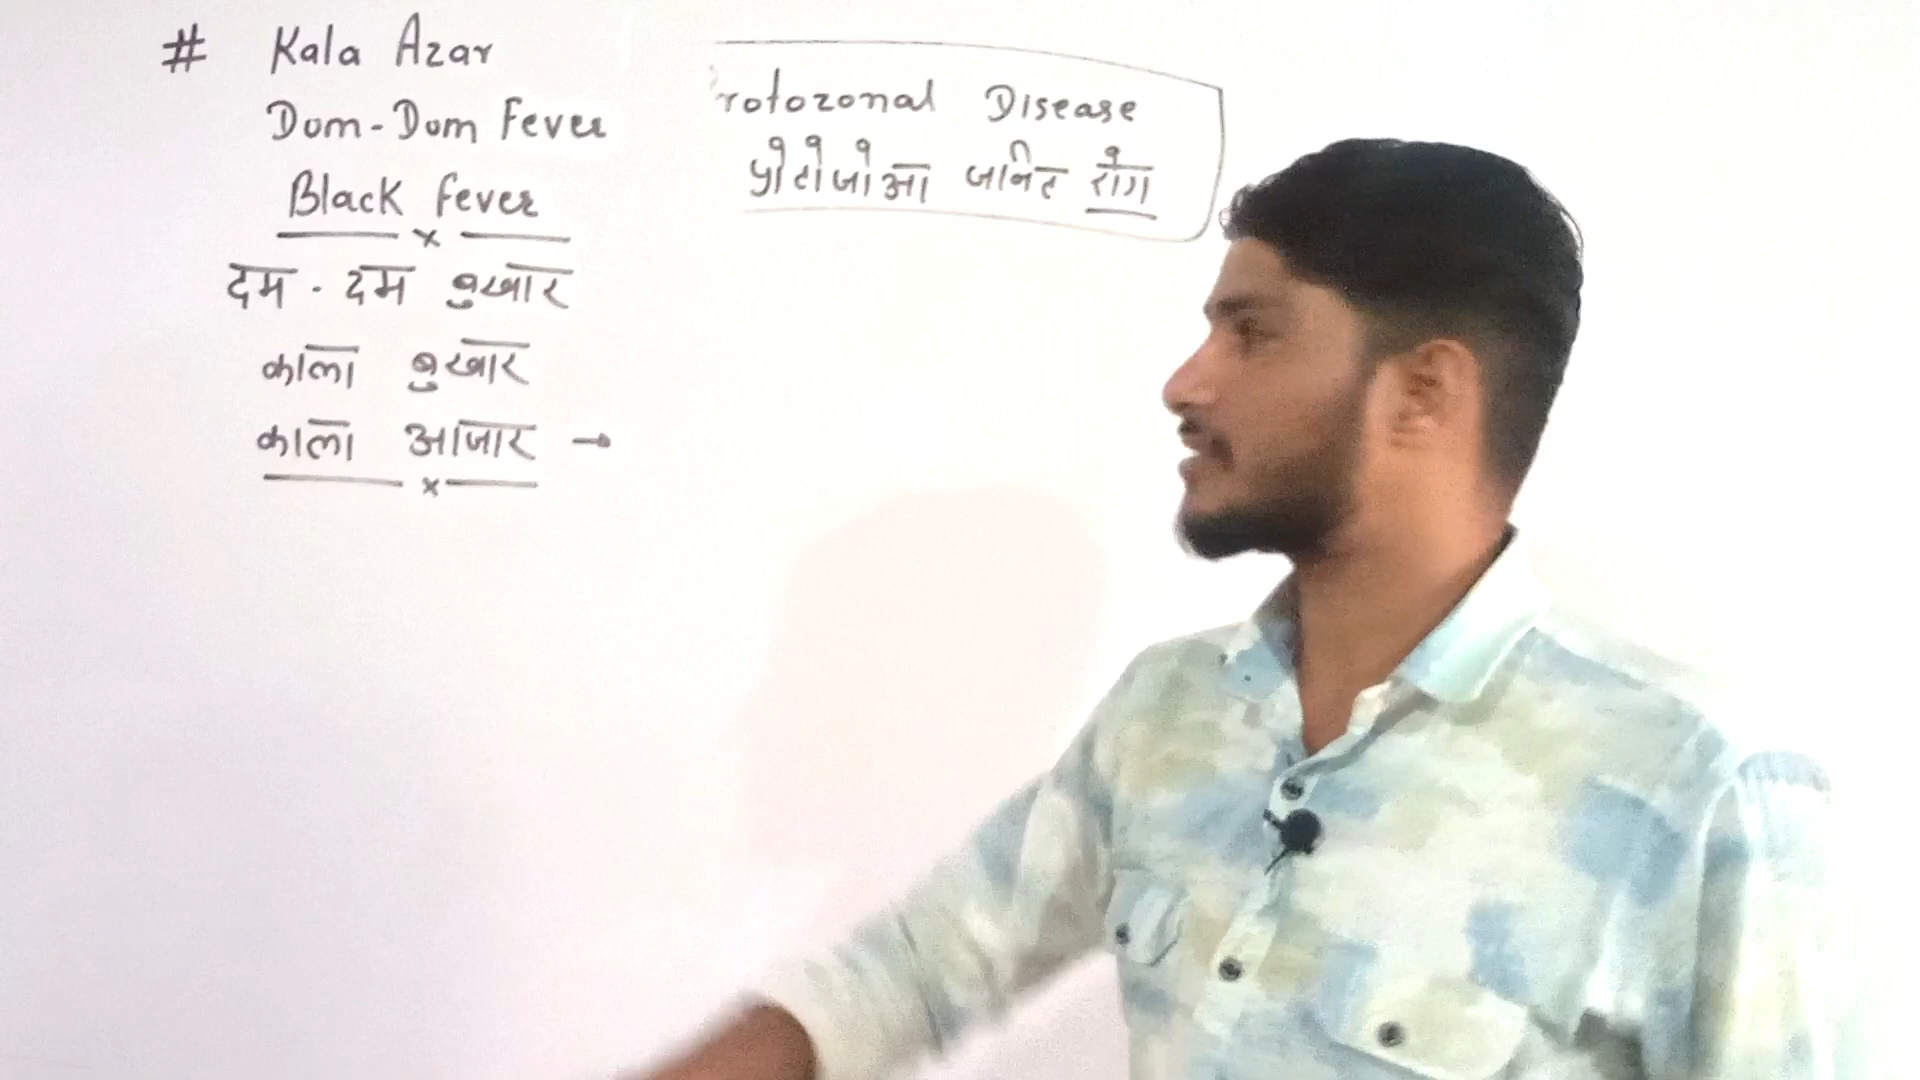 # Kala Azar
Dom-Dom Fever
Black fever
x
दम - दम बुखार
काला बुखार
काला आजार →
x
rotozonal Disease
प्रोटोजोआ जनित रोग